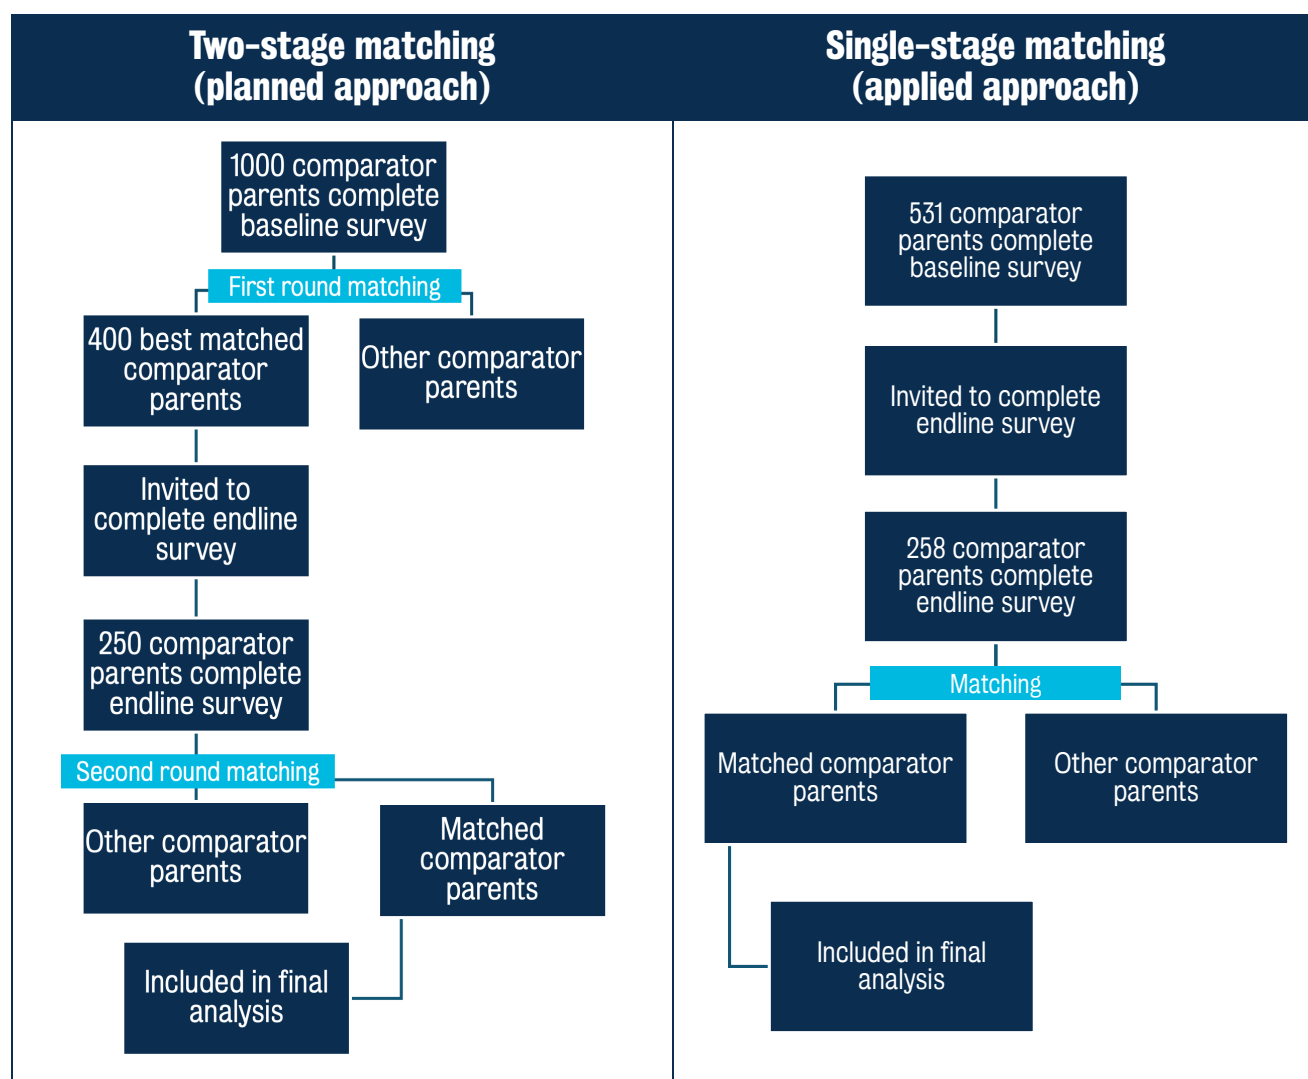 Two-stage matching
(planned approach)
1000 comparator
parents complete
baseline survey
First round matching
400 best matched
comparator
parents
Other comparator
parents
Invited to
complete endline
survey
250 comparator
parents complete
endline survey
Second round matching
Other comparator
parents
Matched
comparator
parents
Included in final
analysis
Single-stage matching
(applied approach)
531 comparator
parents complete
baseline survey
Invited to complete
endline survey
258 comparator
parents complete
endline survey
Matching
Matched comparator
parents
Other comparator
parents
Included in final
analysis